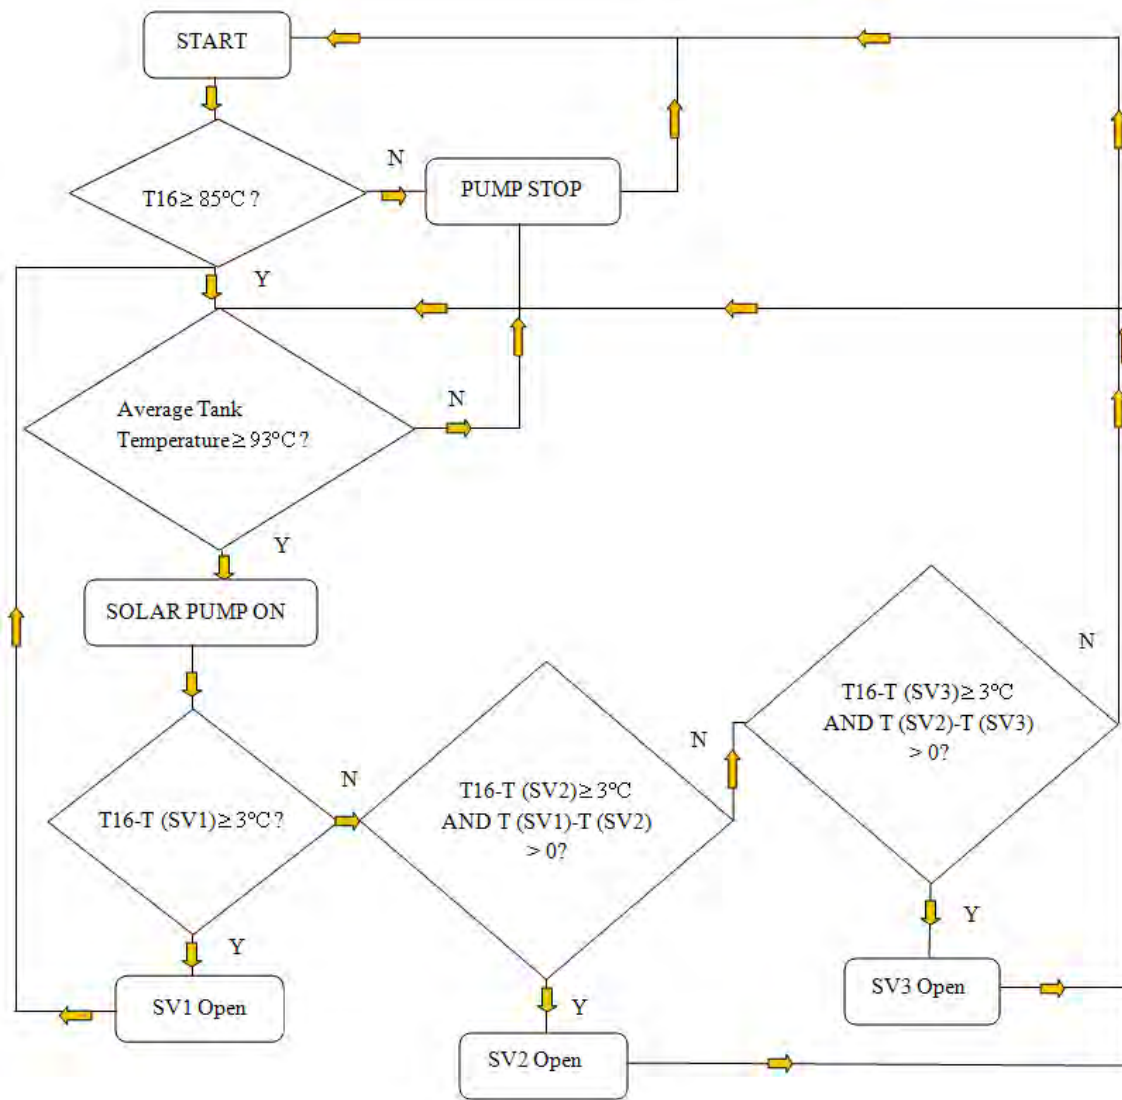 START
N
T16≥ 85°C ?
PUMP STOP
Y
Average Tank
Temperature≥ 93°C ?
N
Y
SOLAR PUMP ON
N
T16-T (SV3)≥ 3°C
AND T (SV2)-T (SV3)
> 0?
N
N
T16-T (SV2)≥ 3°C
AND T (SV1)-T (SV2)
> 0?
T16-T (SV1)≥ 3°C ?
Y
Y
Y
SV3 Open
SV1 Open
SV2 Open